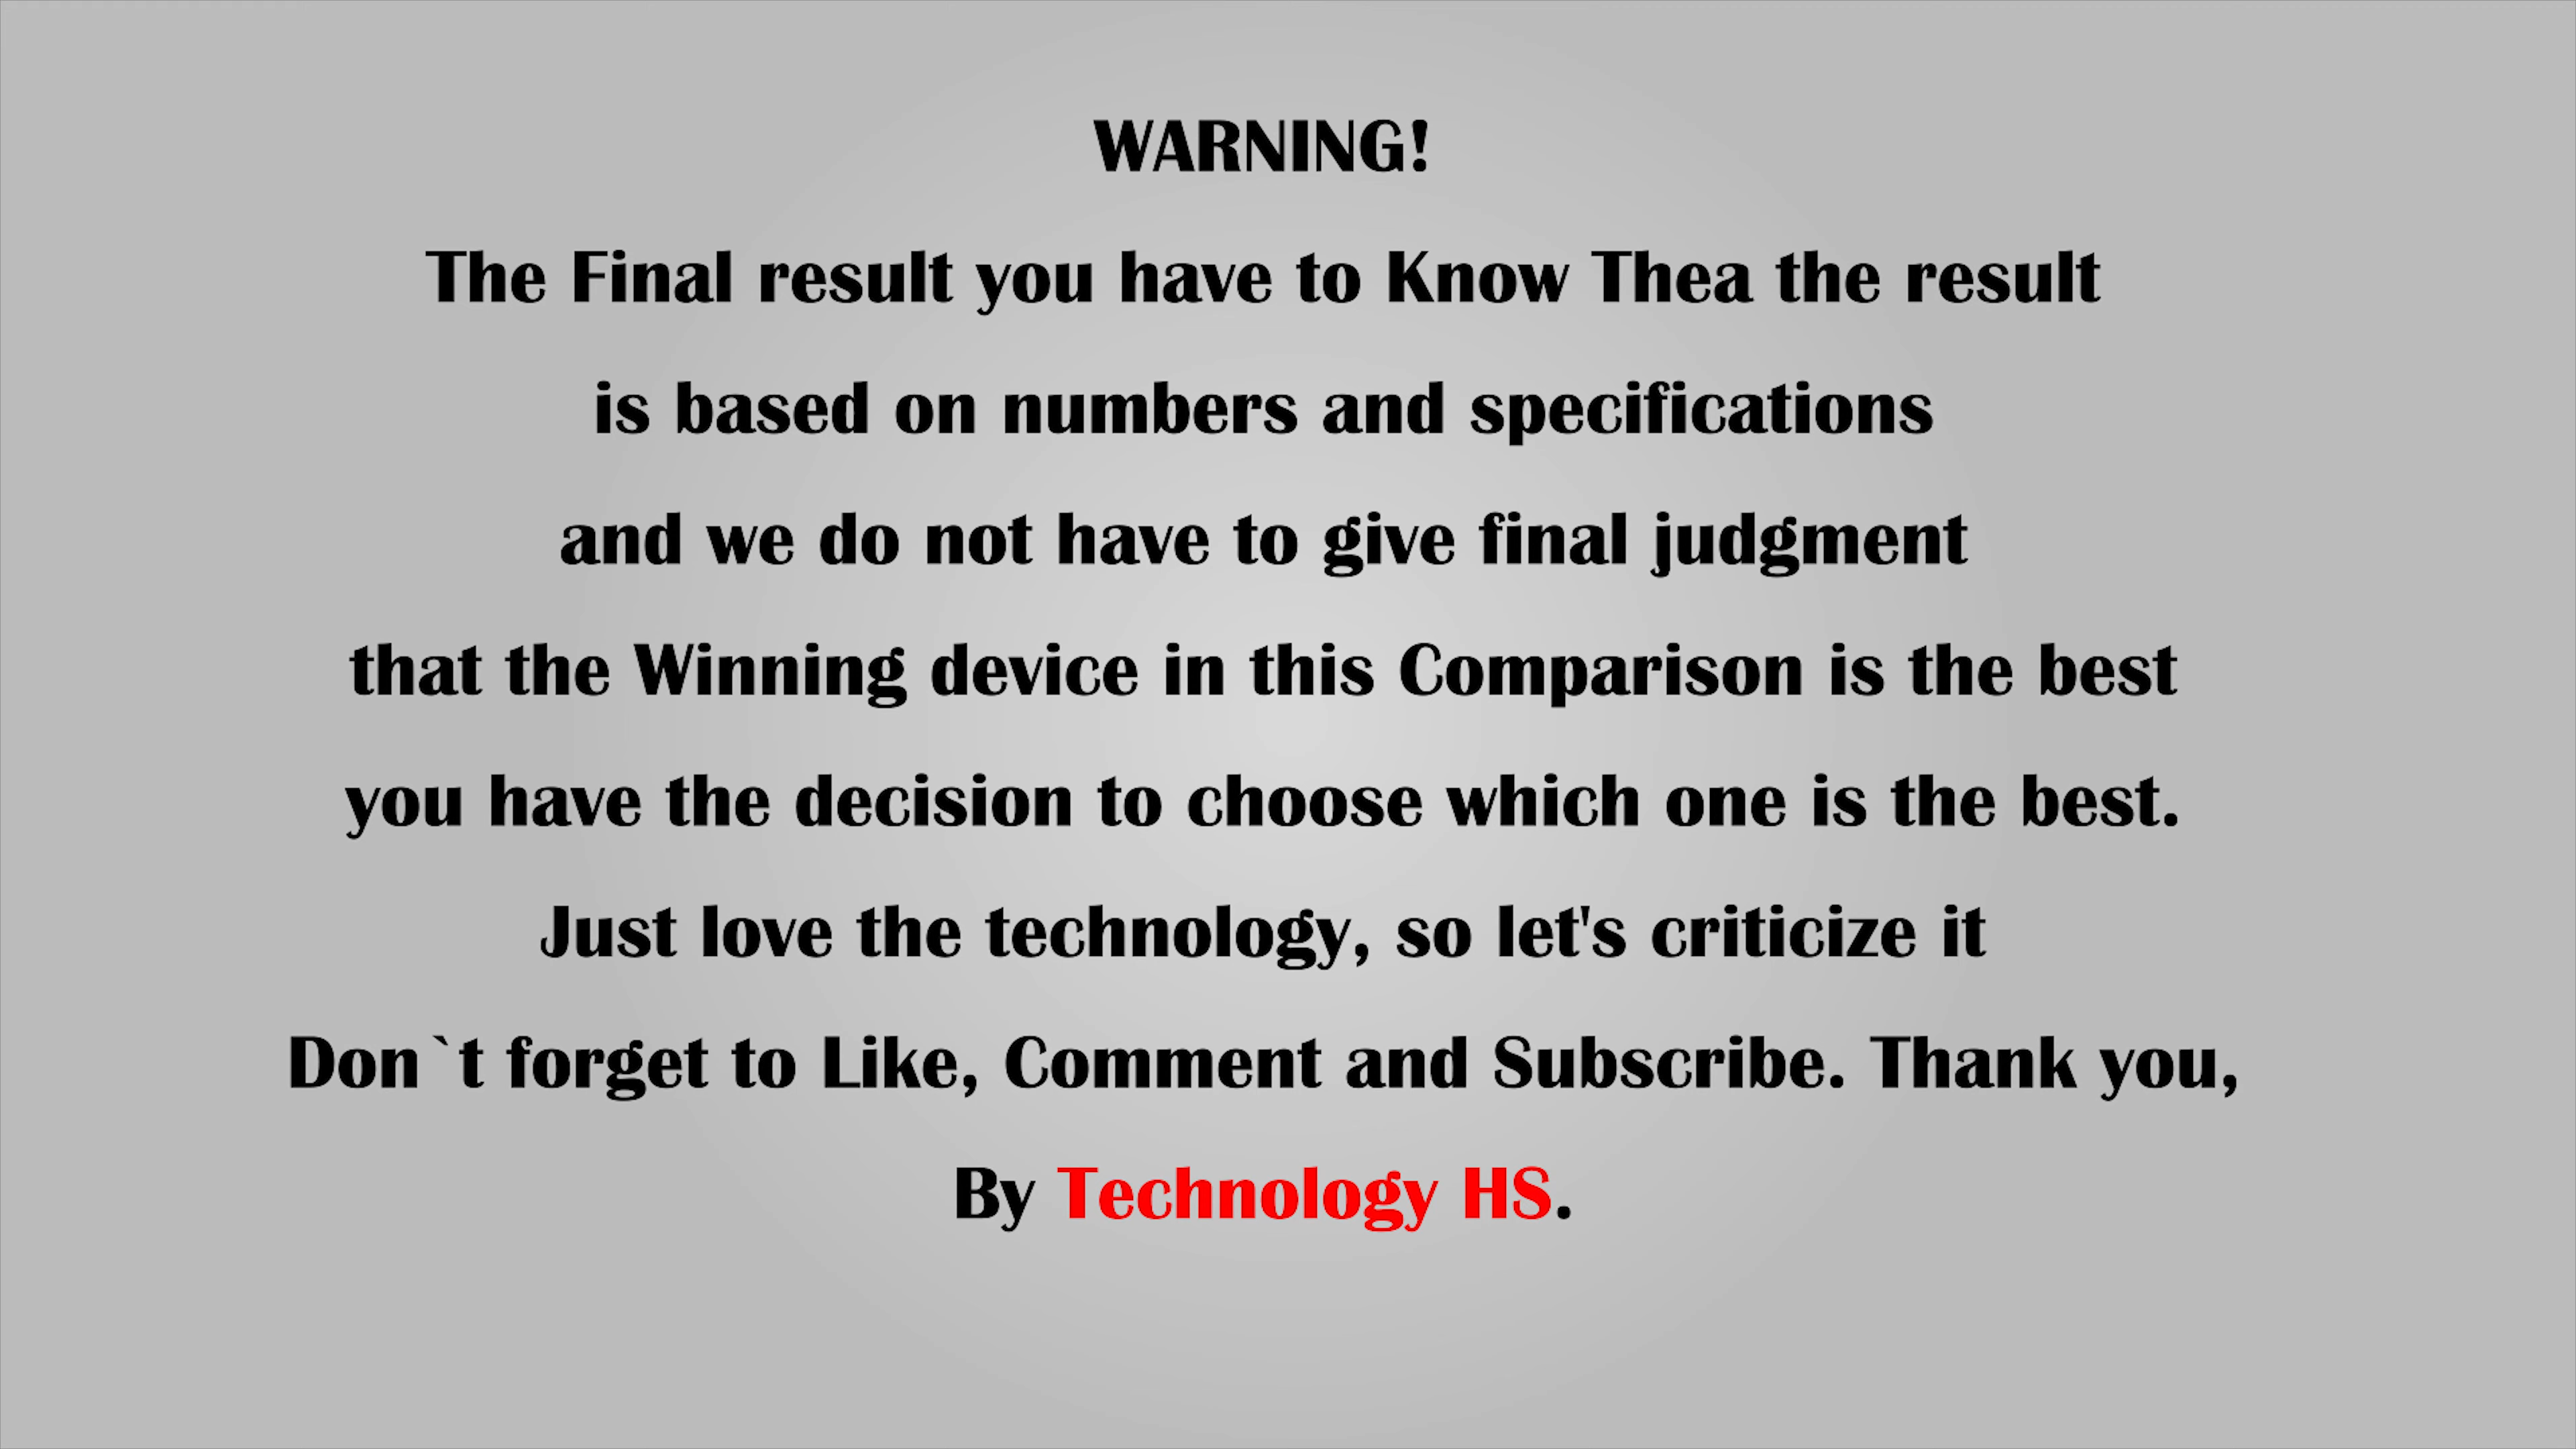 WARNING!
The Final result you have to Know Thea the result
is based on numbers and specifications
and we do not have to give final judgment
that the Winning device in this Comparison is the best
you have the decision to choose which one is the best.
Just love the technology, so let's criticize it
Don`t forget to Like, Comment and Subscribe. Thank you,
By Technology HS.